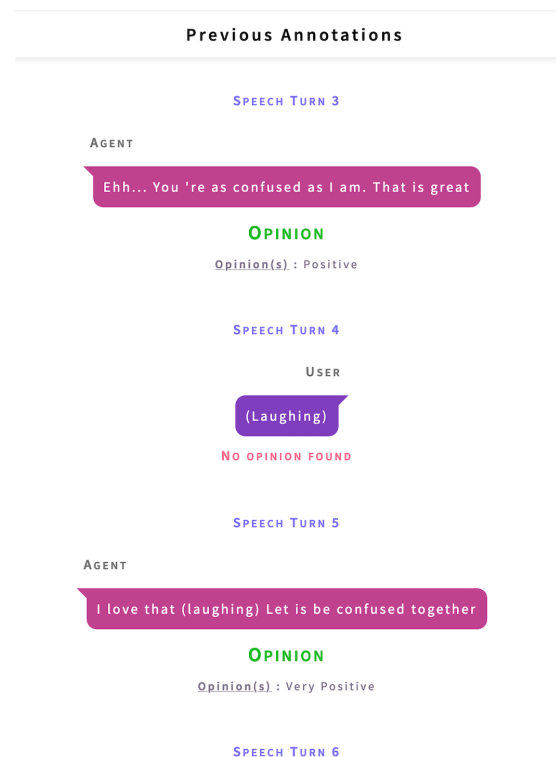 Previous Annotations
Speech Turn 3
Agent
Ehh... You 're as confused as I am. That is great
Opinion
Opinion(s) : Positive
Speech Turn 4
User
(Laughing)
No opinion found
Speech Turn 5
Agent
I love that (laughing) Let is be confused together
Opinion
Opinion(s) : Very Positive
Speech Turn 6